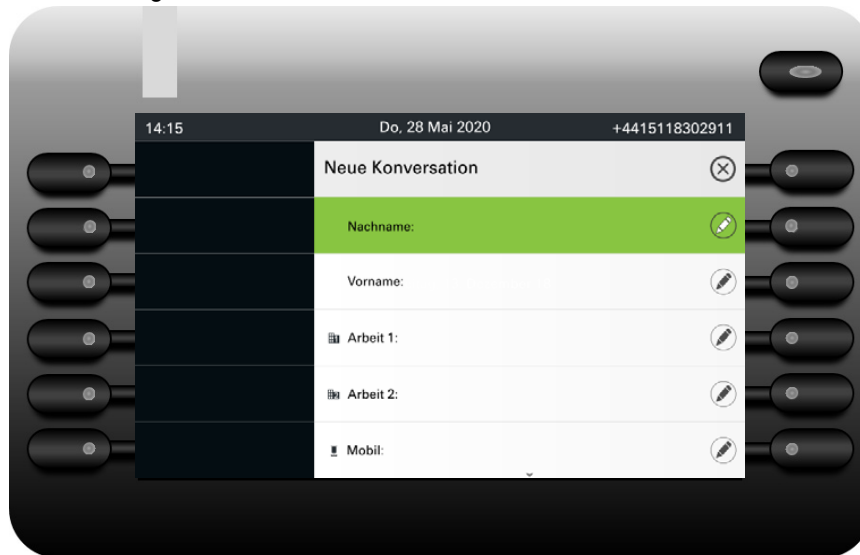 14:15 Do, 28 Mai 2020 +4415118302911
Neue Konversation
Nachname:
Vorname:
Arbeit 1:
Arbeit 2:
Mobil: